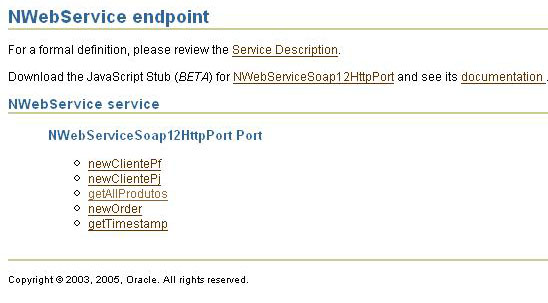 NWebService endpoint
For a formal definition, please review the Service Description.
Download the JavaScript Stub (BETA) for NWebServiceSoap12HttpPort and see its documentation .
NWebService service
NWebServiceSoap12HttpPort Port
newClientePf
newClientePj
getAllProdutos
newOrder
getTimestamp
Copyright © 2003, 2005, Oracle. All rights reserved.